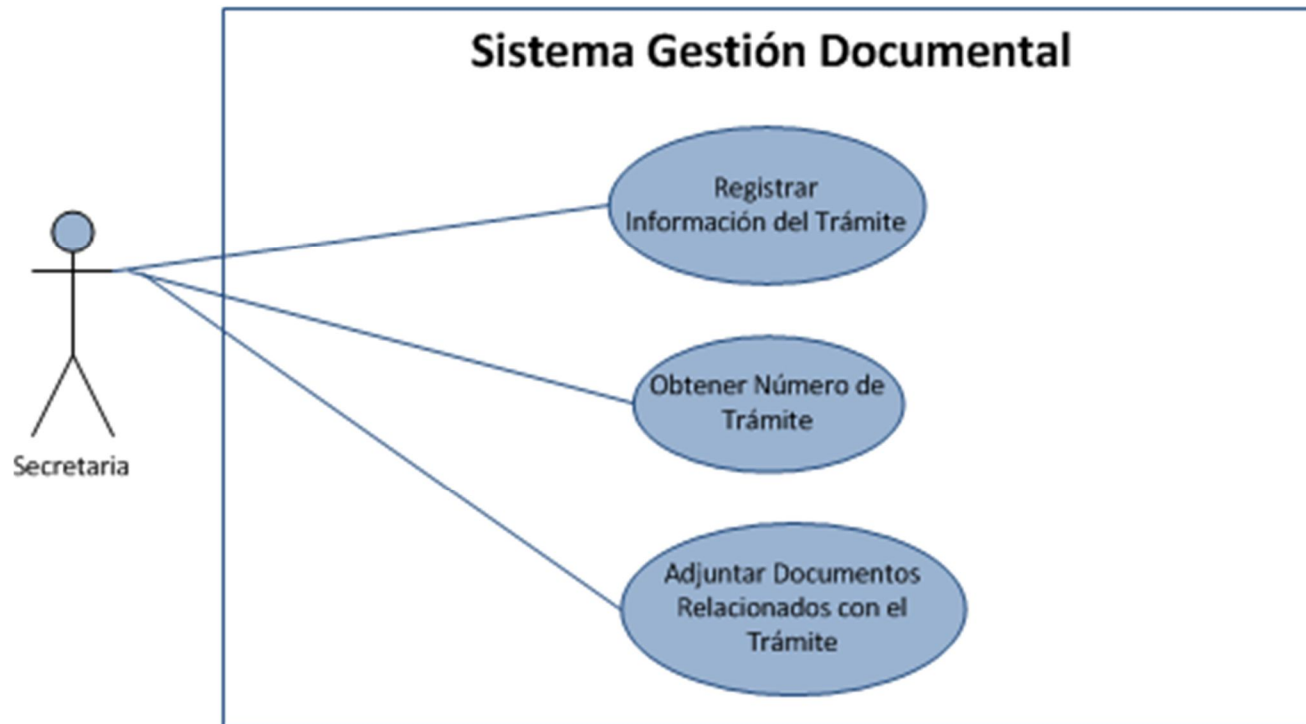 Sistema Gestión Documental
Registrar
Información del Trámite
Obtener Número de
Trámite
Secretaria
Adjuntar Documentos
Relacionados con el
Trámite